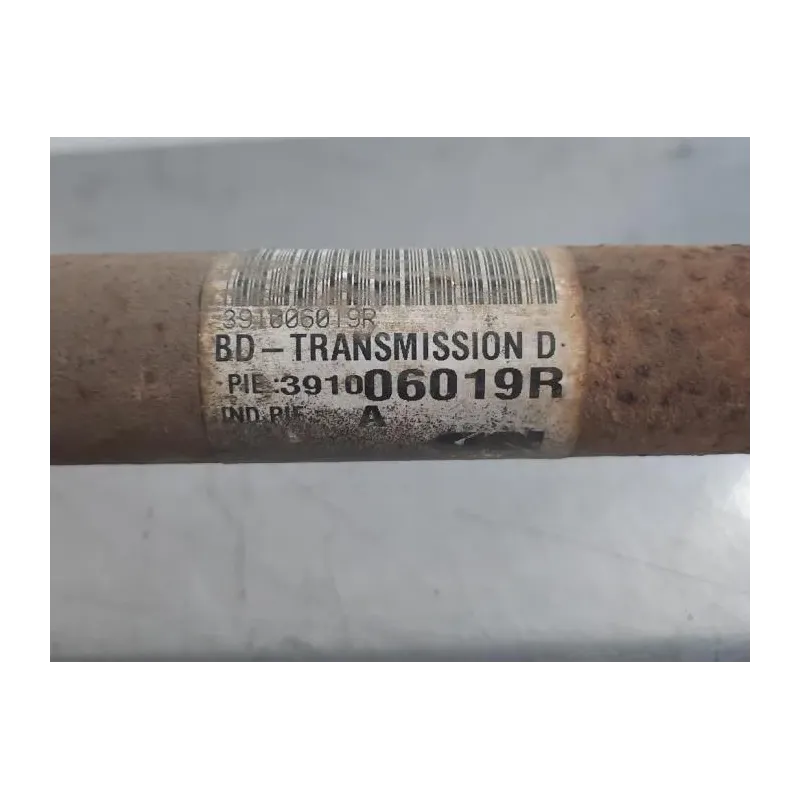 391006019R
BD-TRANSMISSION D.
PIE:391006019R
IND.PIE A